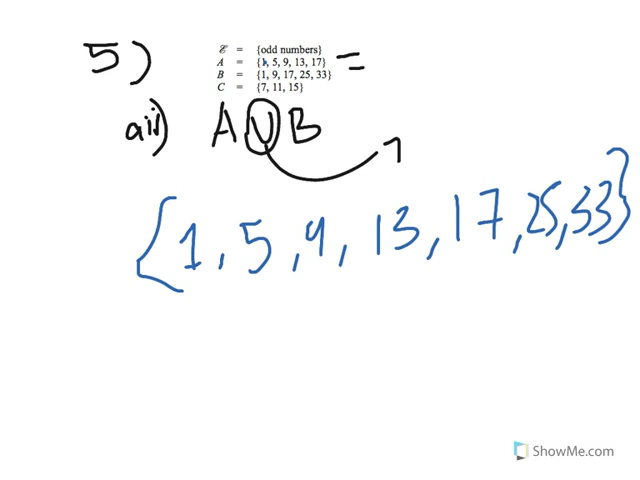 5)
ℰ = {odd numbers}
A = {1, 5, 9, 13, 17} =
B = {1, 9, 17, 25, 33}
C = {7, 11, 15}
aii) A ∪ B
{1, 5, 9, 13, 17, 25, 33}
ShowMe.com